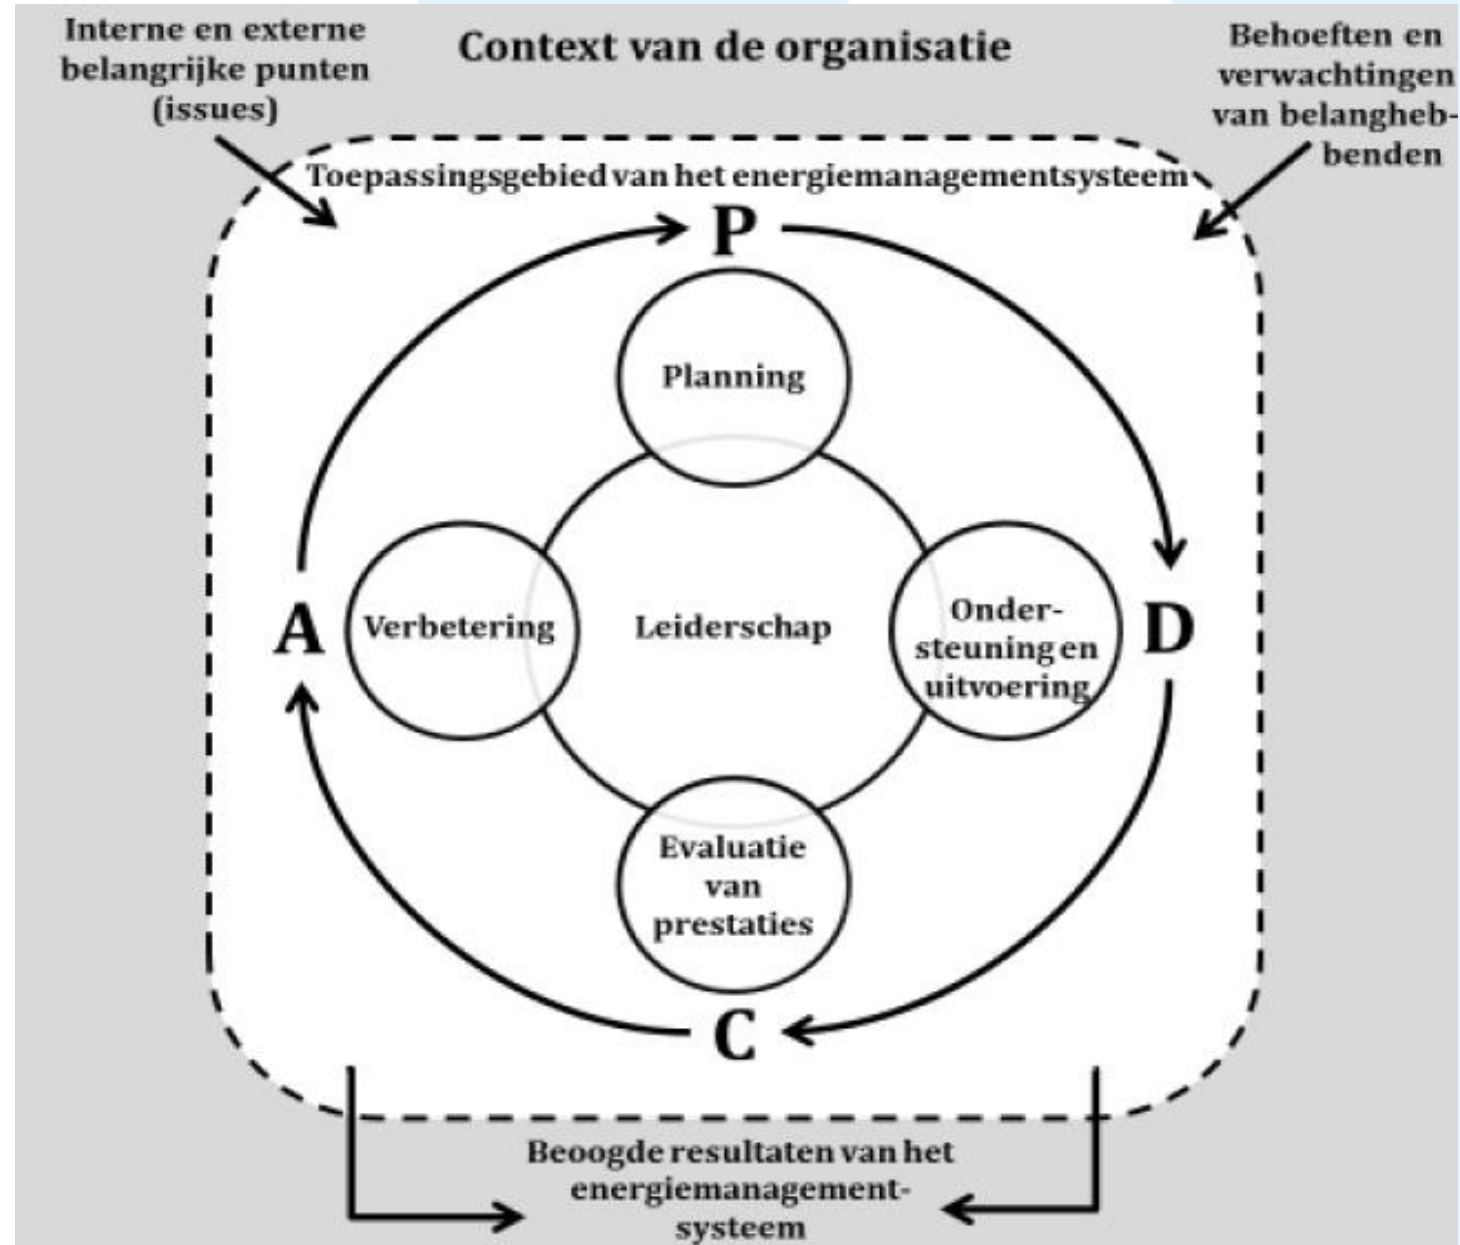 Interne en externe
belangrijke punten
(issues)
Context van de organisatie
Behoeften en
verwachtingen
van belangheb-
benden
Toepassingsgebied van het energiemanagementsysteem
P
Planning
A
Verbetering
Leiderschap
Onder-
steuning en
uitvoering
D
Evaluatie
van
prestaties
C
Beoogde resultaten van het
energiemanagement-
systeem